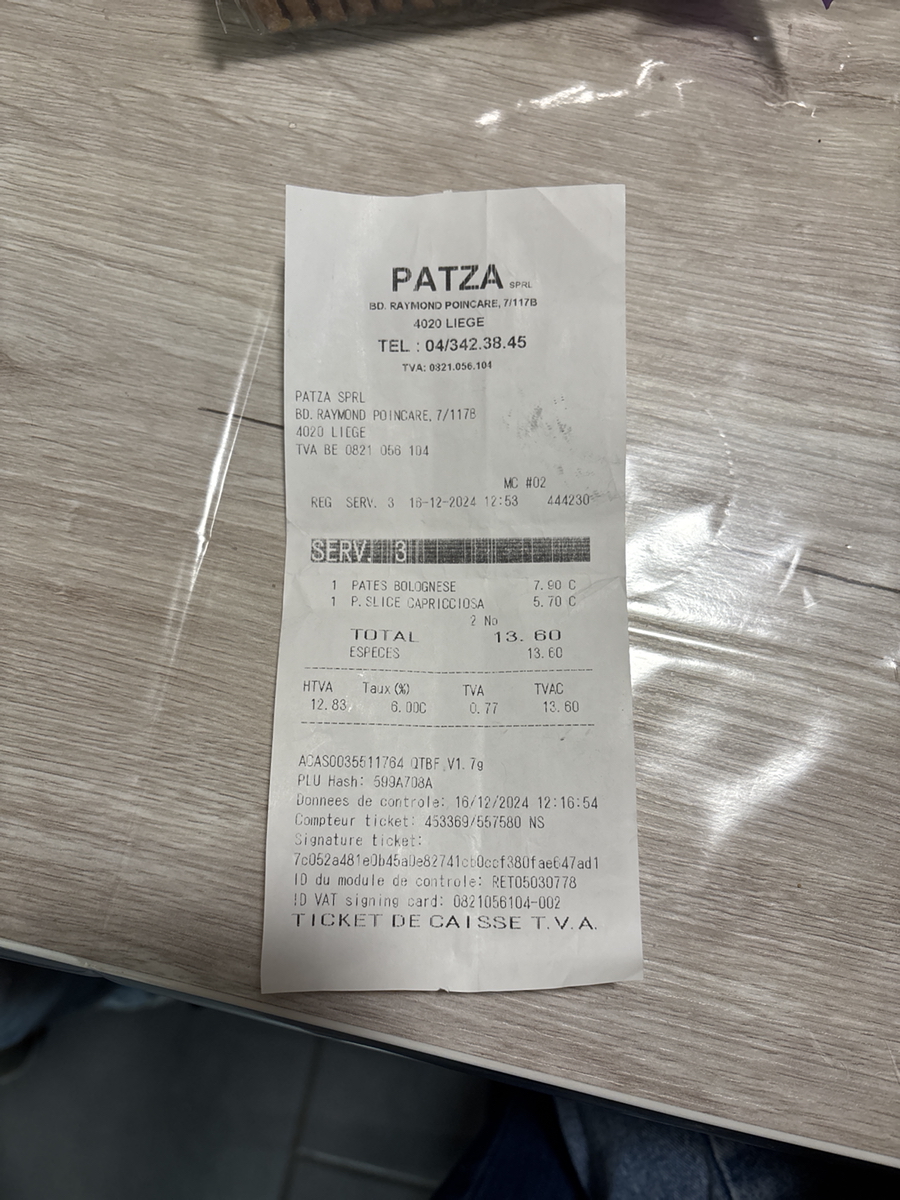 PATZA SPRL
BD. RAYMOND POINCARE, 7/117B
4020 LIEGE
TEL : 04/342.38.45
TVA: 0821.056.104
PATZA SPRL
BD. RAYMOND POINCARE, 7/117B
4020 LIEGE
TVA BE 0821 056 104
MC #02
REG SERV. 3 16-12-2024 12:53 444230
SERV. 3
1 PATES BOLOGNESE 7.90 C
1 P.SLICE CAPRICCIOSA 5.70 C
2 No
TOTAL 13.60
ESPECES 13.60
HTVA Taux(%) TVA TVAC
12.83 6.00C 0.77 13.60
ACAS0035511764 QTBF V1.7g
PLU Hash: 599A708A
Donnees de controle: 16/12/2024 12:16:54
Compteur ticket: 453369/557580 NS
Signature ticket:
ID du module de controle: RET05030778
ID VAT signing card: 0821056104-002
TICKET DE CAISSE T.V.A.